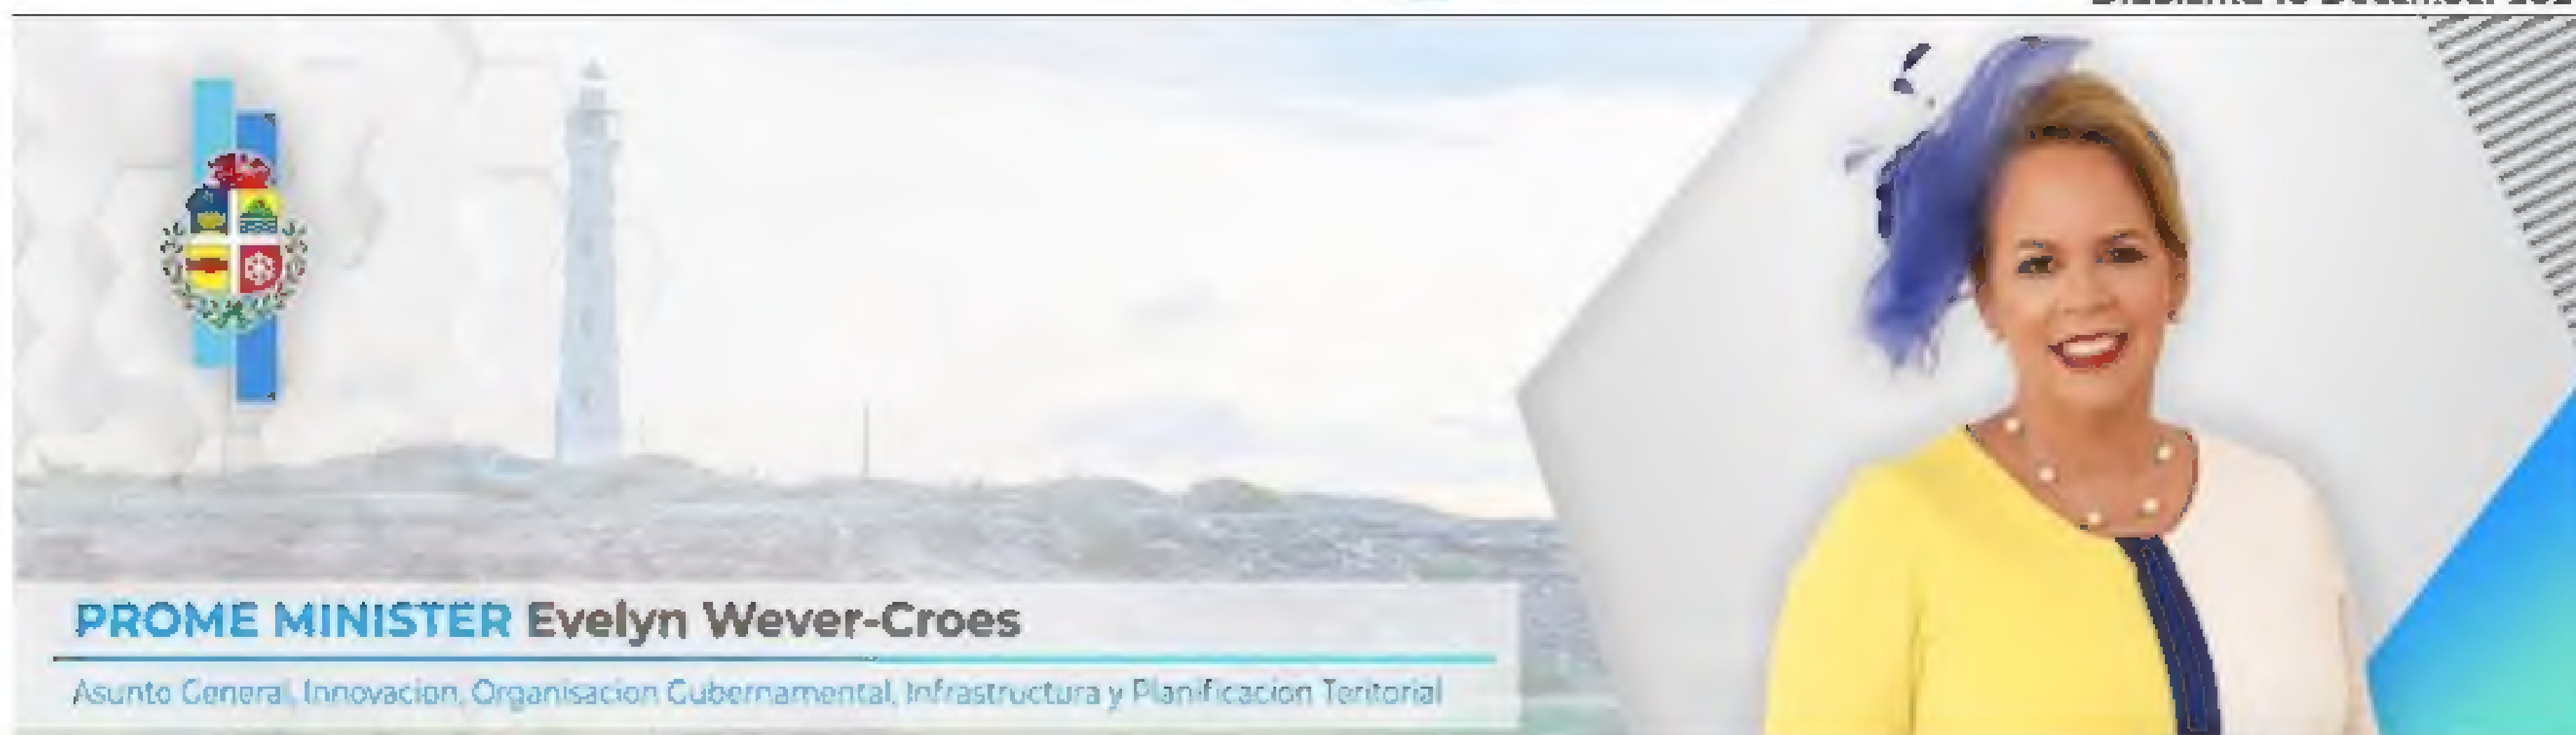 PROME MINISTER Evelyn Wever-Croes
Asunto General, Innovacion, Organisacion Gubernamental, Infrastructura y Planificacion Teritorial